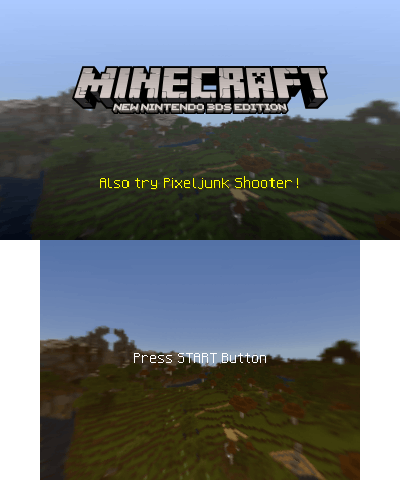 MINECRAFT
NEW NINTENDO 3DS EDITION
Also try Pixeljunk Shooter!
Press START Button